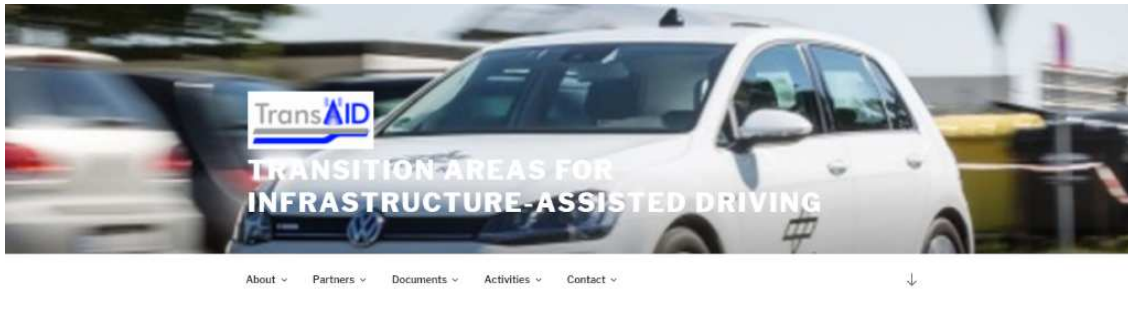 TransAID
TRANSITION AREAS FOR
INFRASTRUCTURE-ASSISTED DRIVING
About
Partners
Documents
Activities
Contact